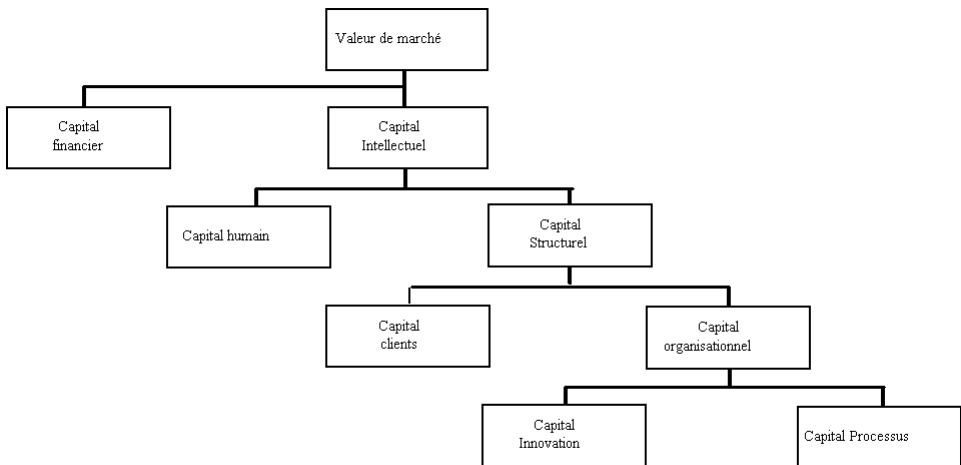 Valeur de marché
Capital
financier
Capital
Intellectuel
Capital humain
Capital
Structurel
Capital
clients
Capital
organisationnel
Capital
Innovation
Capital Processus